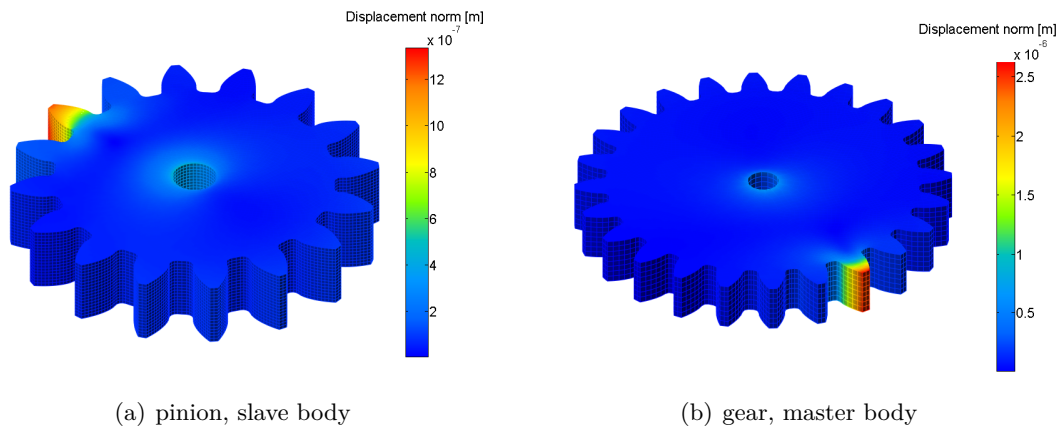 Displacement norm [m]
x 10^-7
12
10
8
6
4
2
(a) pinion, slave body
Displacement norm [m]
x 10^-6
2.5
2
1.5
1
0.5
(b) gear, master body